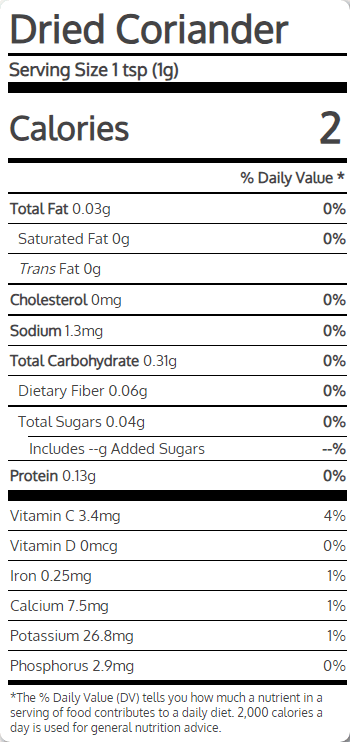 Dried Coriander
Serving Size 1 tsp (1g)
Calories 2
% Daily Value *
Total Fat 0.03g 0%
Saturated Fat 0g 0%
Trans Fat 0g
Cholesterol 0mg 0%
Sodium 1.3mg 0%
Total Carbohydrate 0.31g 0%
Dietary Fiber 0.06g 0%
Total Sugars 0.04g 0%
Includes --g Added Sugars --%
Protein 0.13g 0%
Vitamin C 3.4mg 4%
Vitamin D 0mcg 0%
Iron 0.25mg 1%
Calcium 7.5mg 1%
Potassium 26.8mg 1%
Phosphorus 2.9mg 0%
*The % Daily Value (DV) tells you how much a nutrient in a
serving of food contributes to a daily diet. 2,000 calories a
day is used for general nutrition advice.